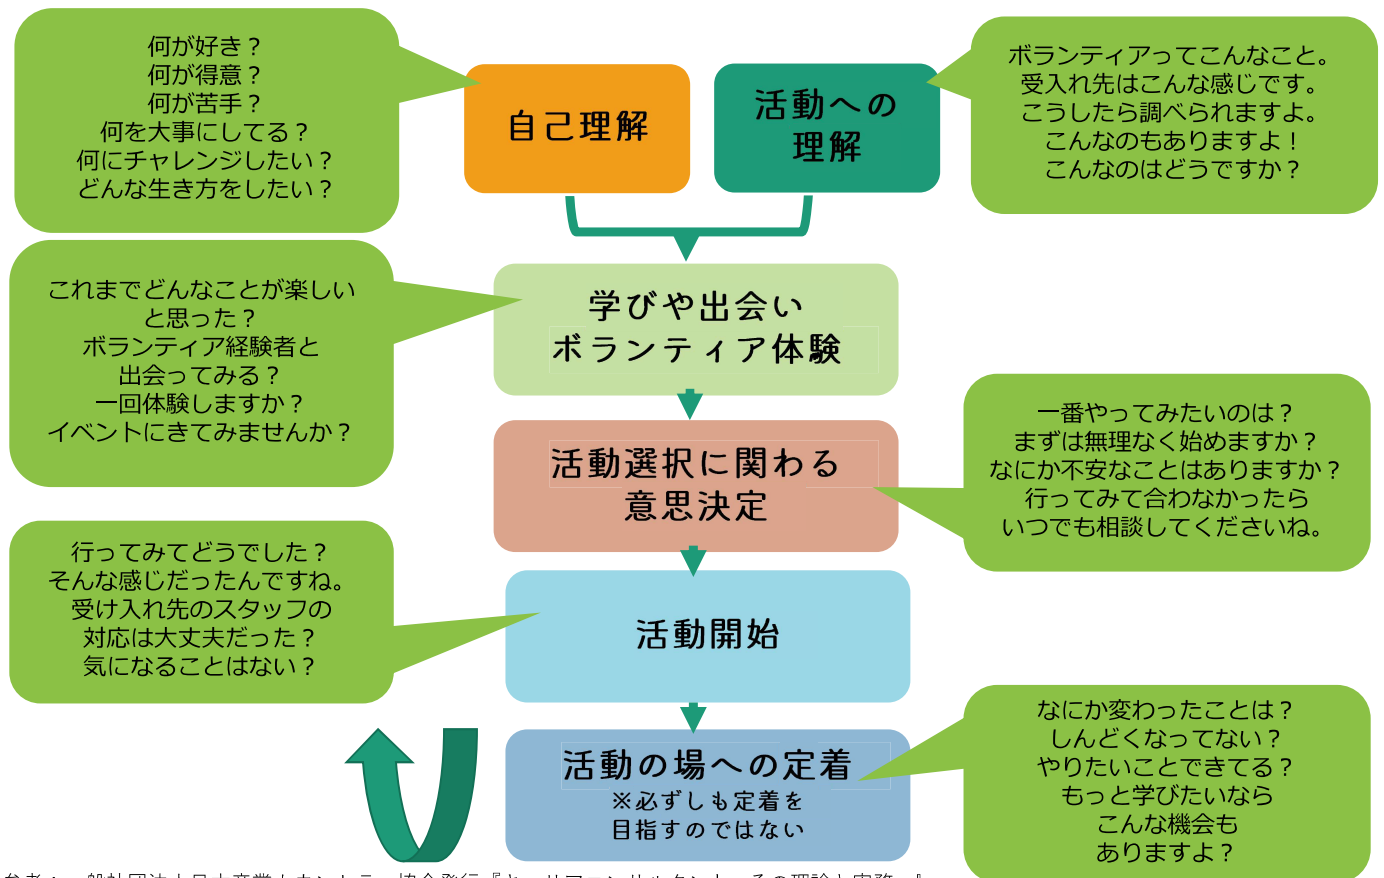 何が好き？
何が得意？
何が苦手？
何を大事にしてる？
何にチャレンジしたい？
どんな生き方をしたい？
自己理解
活動への
理解
ボランティアってこんなこと。
受入れ先はこんな感じです。
こうしたら調べられますよ。
こんなのもありますよ！
こんなのはどうですか？
これまでどんなことが楽しい
と思った？
ボランティア経験者と
出会ってみる？
一回体験しますか？
イベントにきてみませんか？
学びや出会い
ボランティア体験
活動選択に関わる
意思決定
一番やってみたいのは？
まずは無理なく始めますか？
なにか不安なことはありますか？
行ってみて合わなかったら
いつでも相談してくださいね。
行ってみてどうでした？
そんな感じだったんですね。
受け入れ先のスタッフの
対応は大丈夫だった？
気になることはない？
活動開始
活動の場への定着
※必ずしも定着を
目指すのではない
なにか変わったことは？
しんどくなってない？
やりたいことできてる？
もっと学びたいなら
こんな機会も
ありますよ？